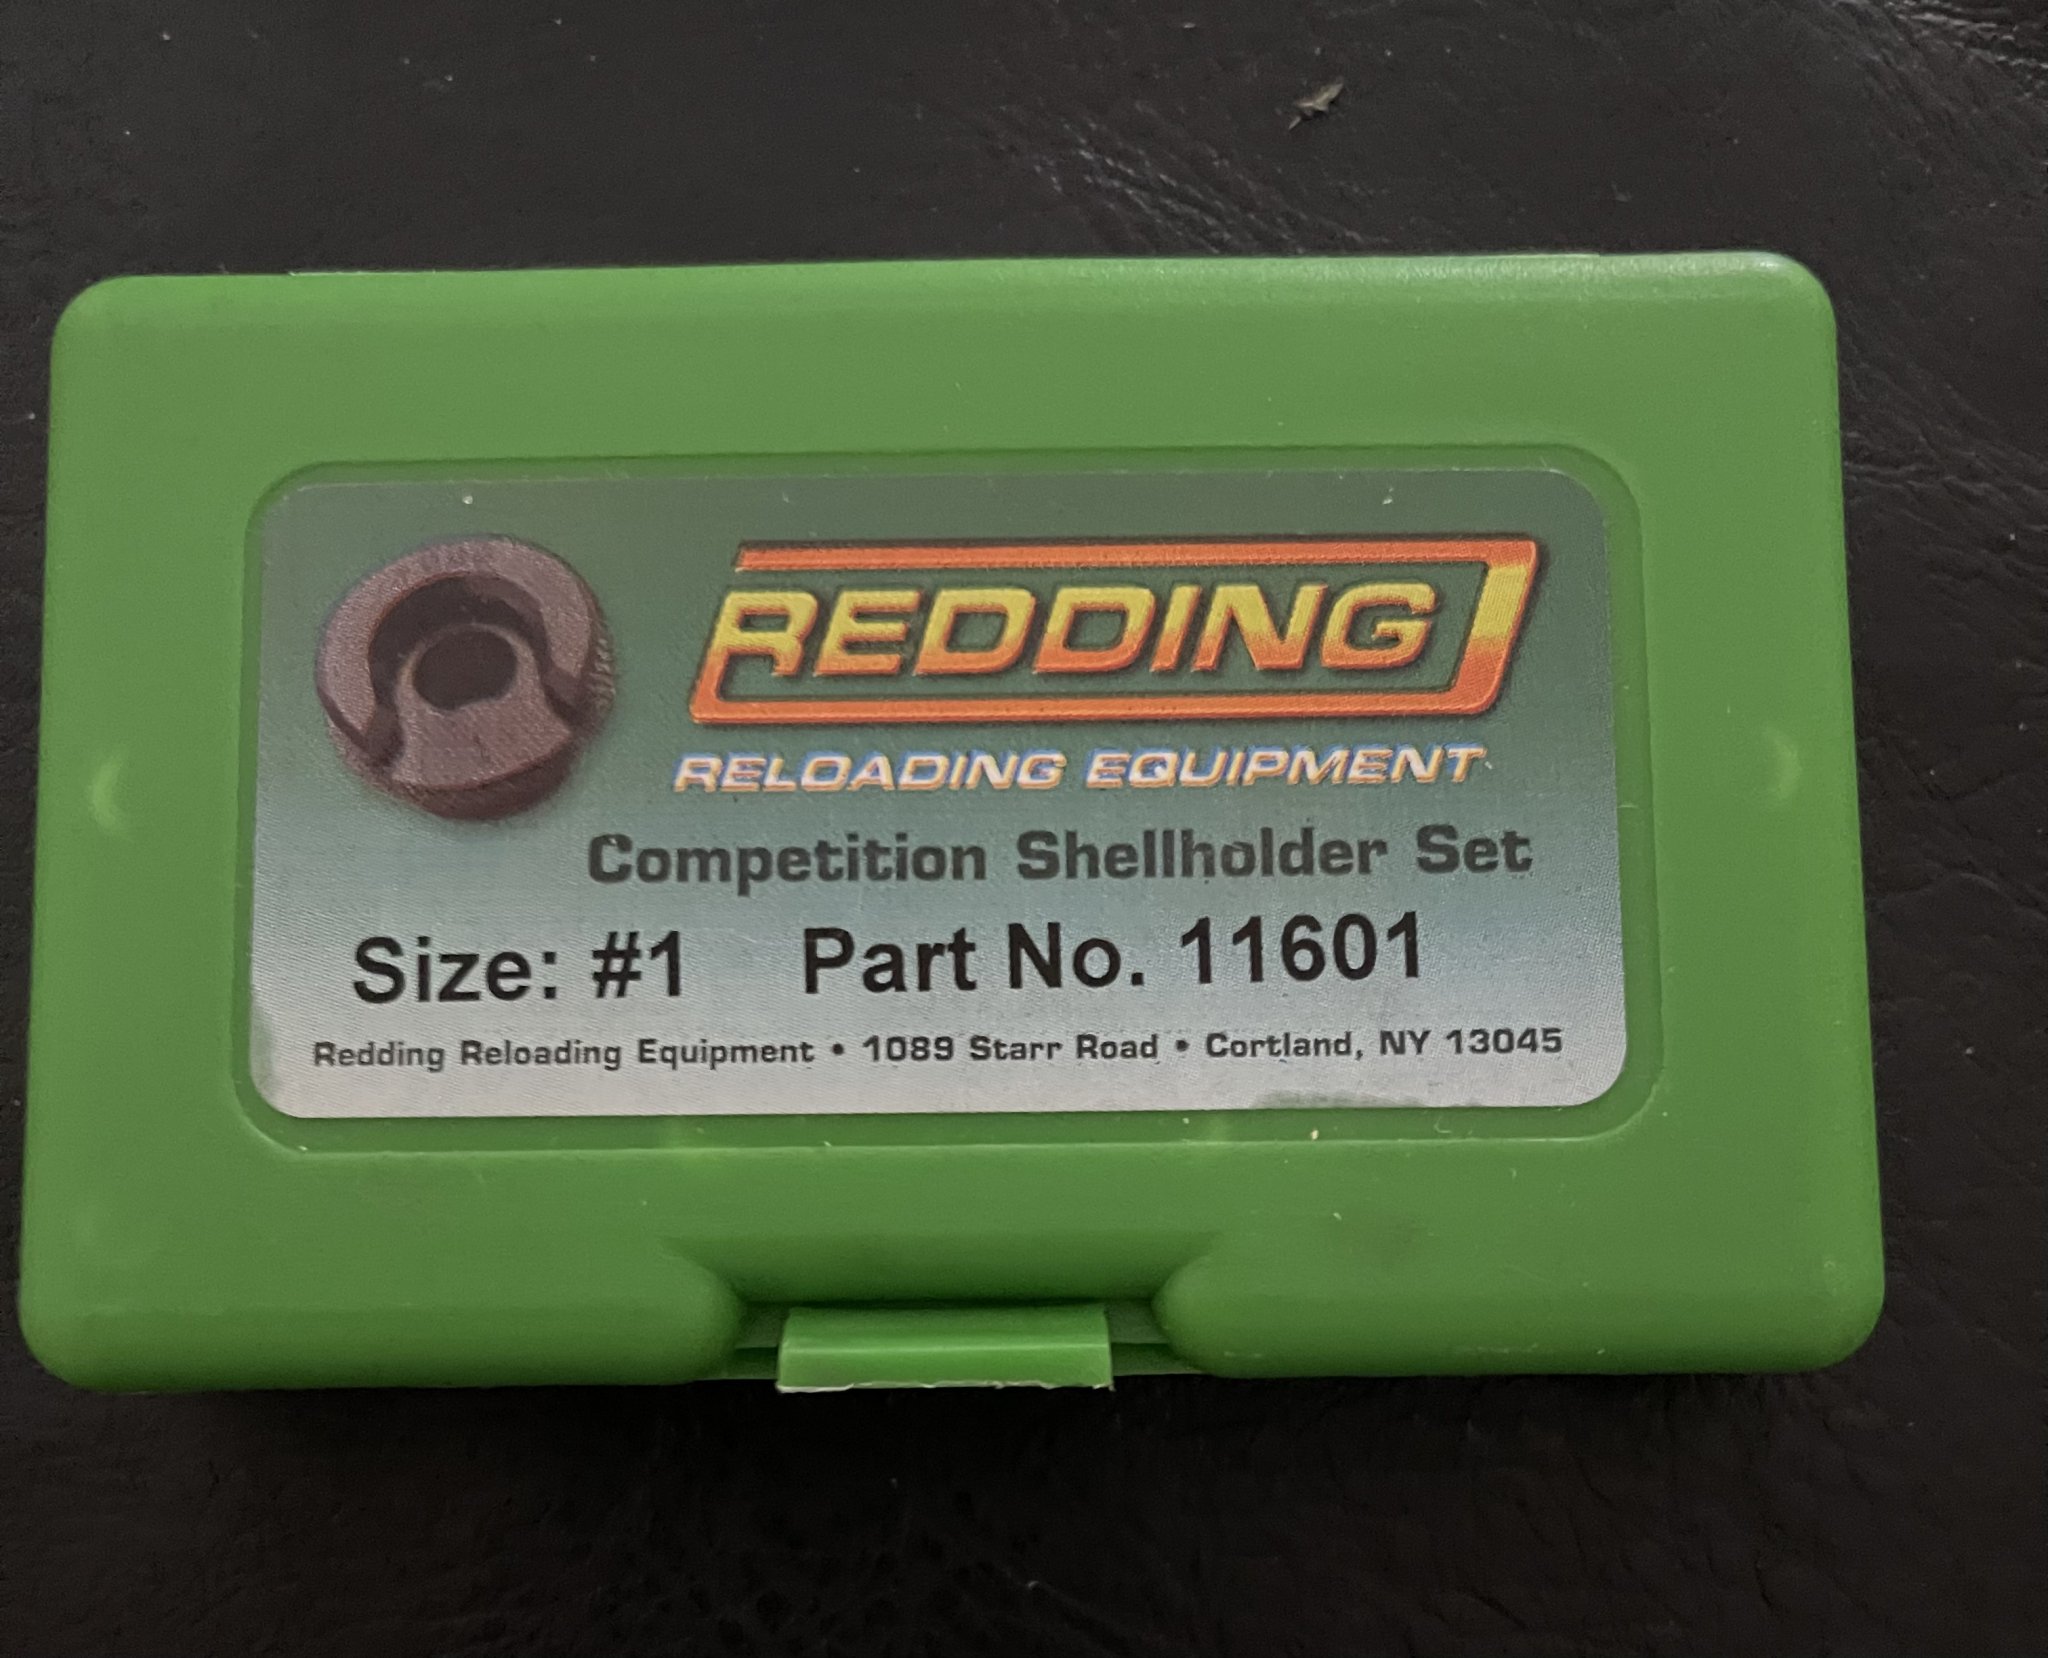 REDDING
RELOADING EQUIPMENT
Competition Shellholder Set
Size: #1 Part No. 11601
Redding Reloading Equipment • 1089 Starr Road • Cortland, NY 13045